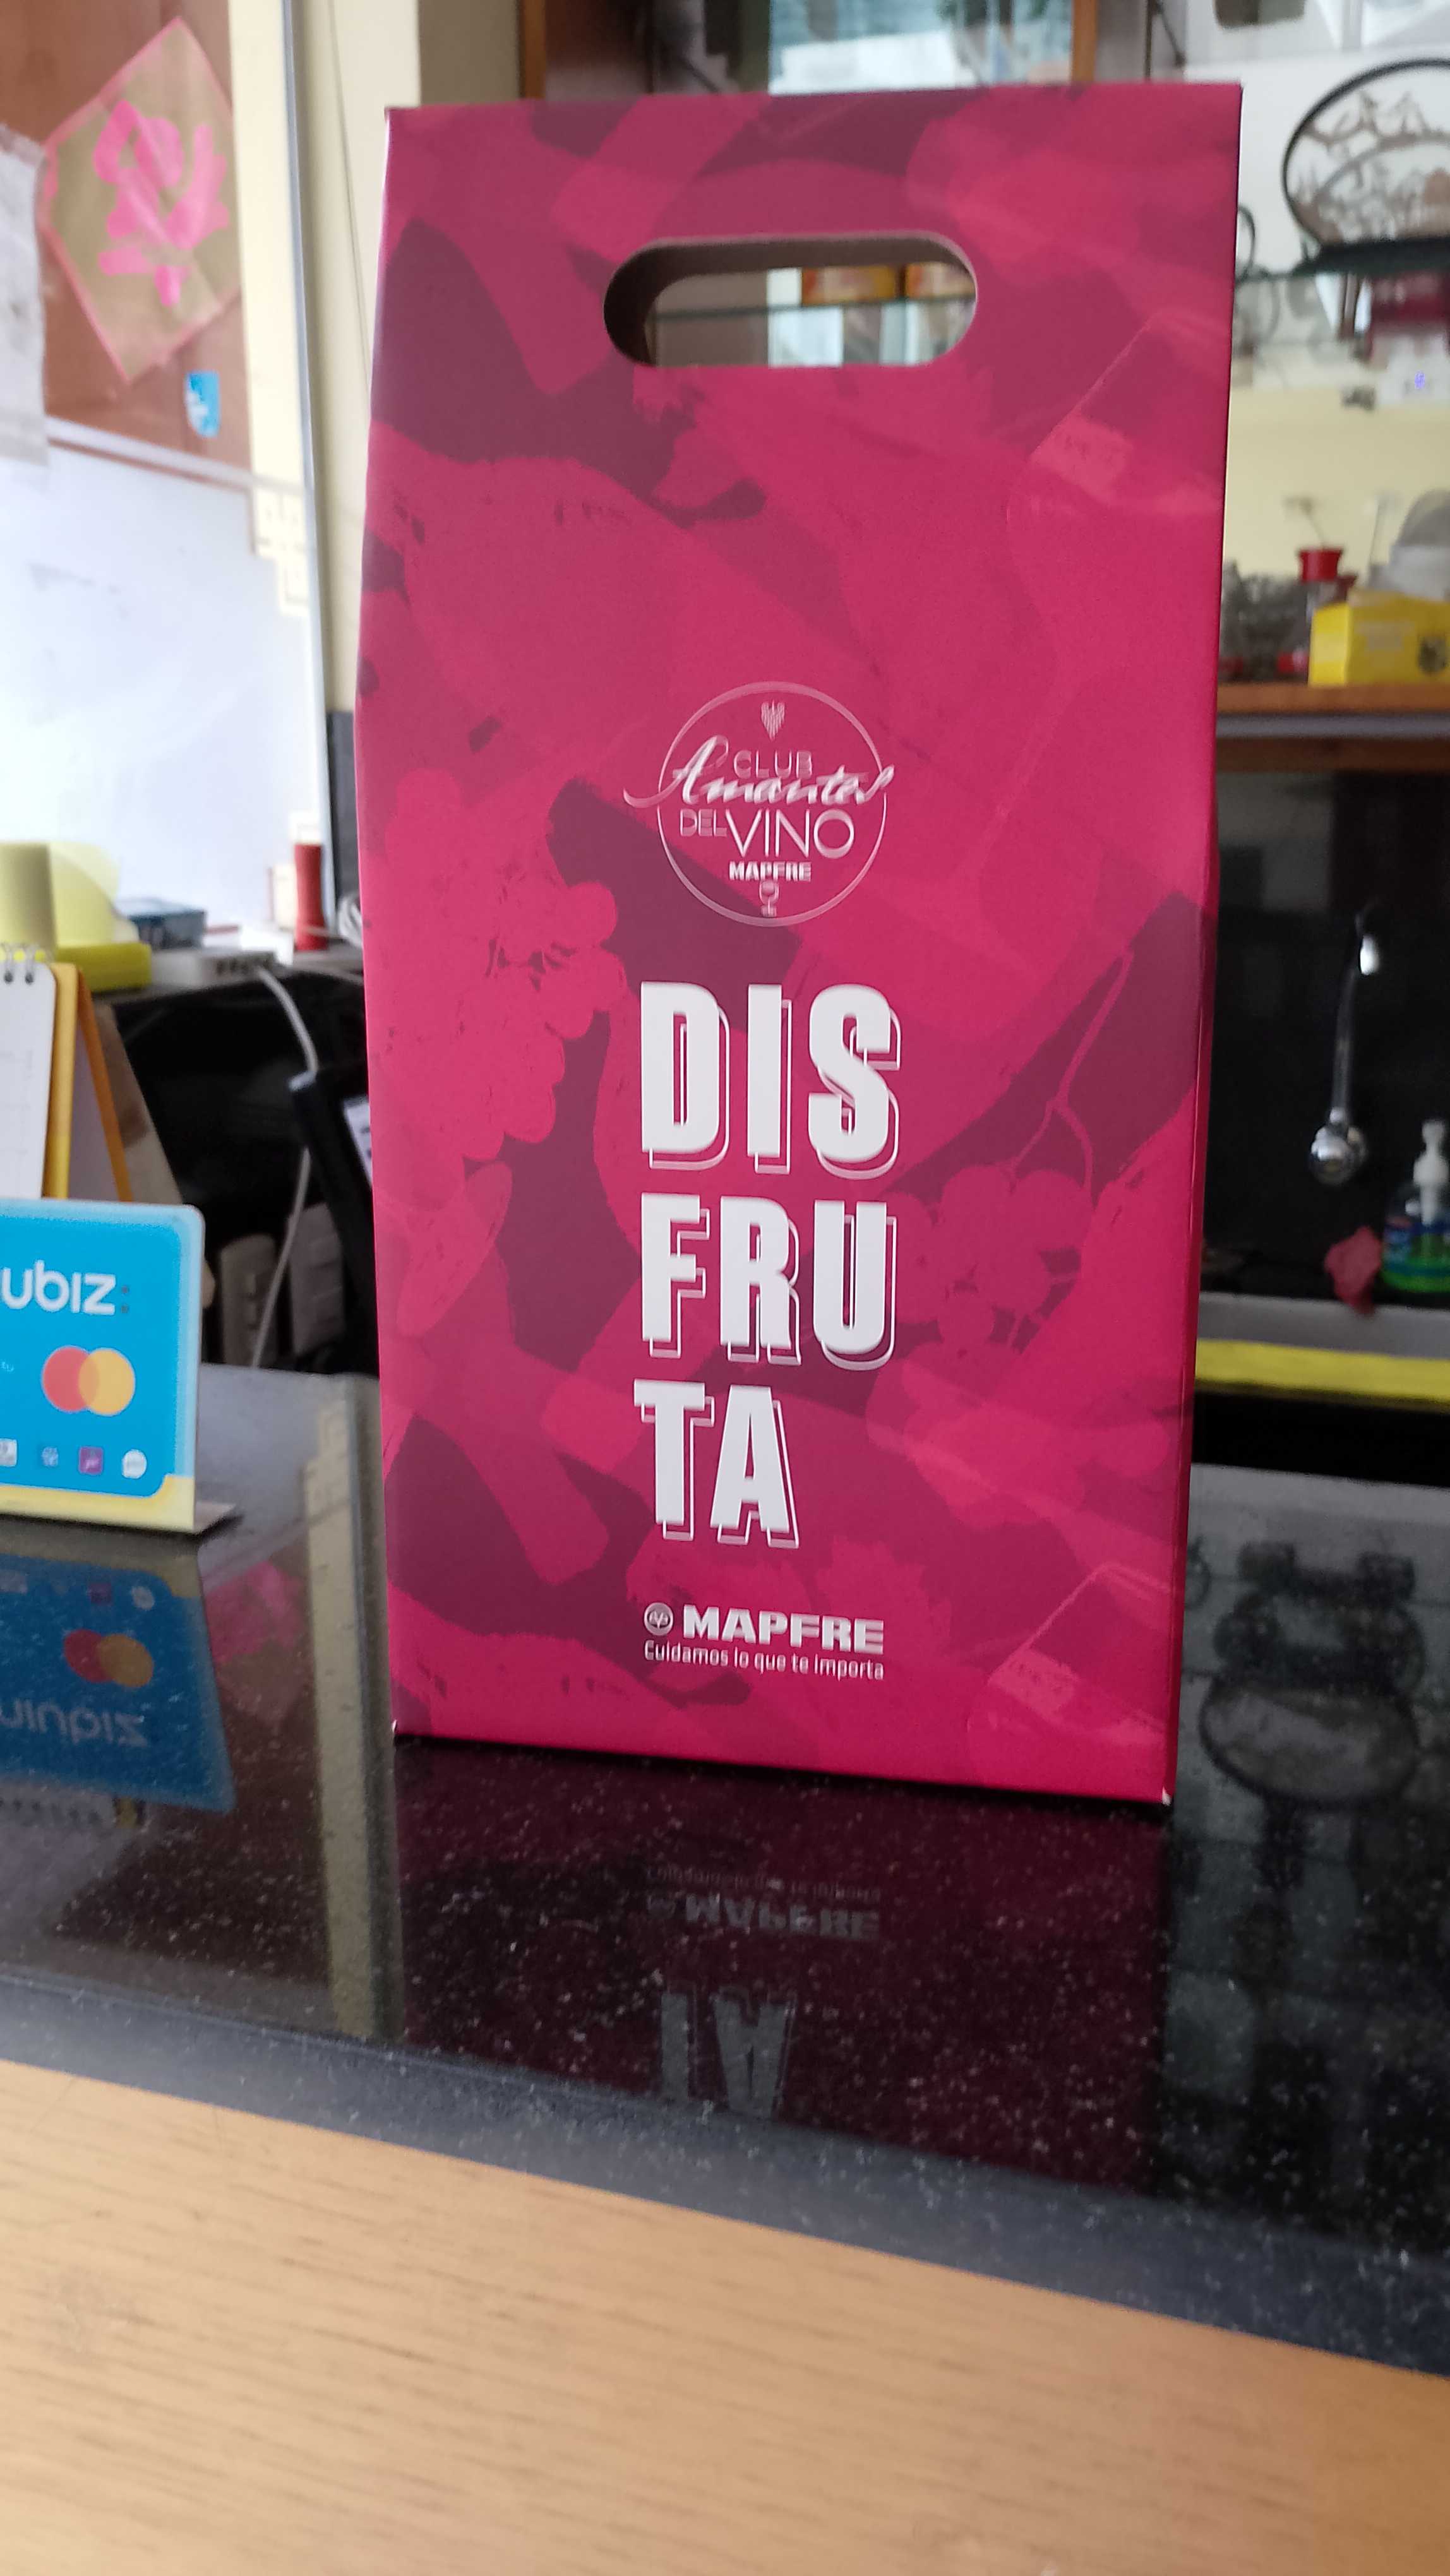 CLUB
Amantes
DEL VINO
MAPFRE
DIS
FRU
TA
MAPFRE
Cuidamos lo que te importa
ubiz: